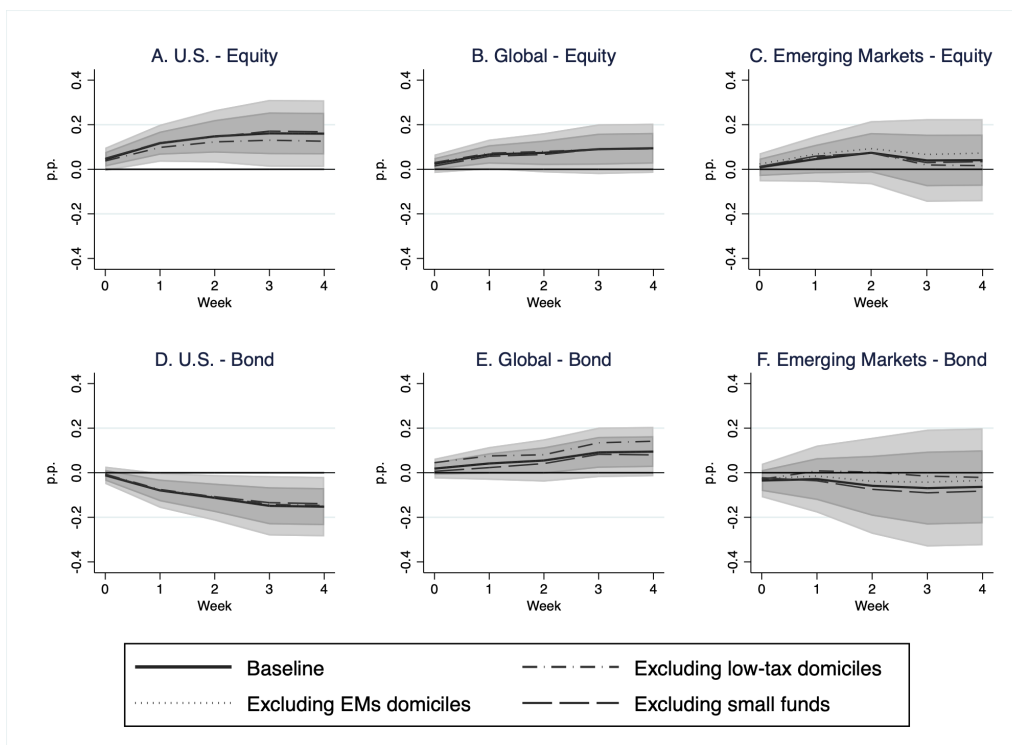 A. U.S. - Equity
B. Global - Equity
C. Emerging Markets - Equity
p.p.
0.4
0.2
0.0
-0.2
-0.4
0 1 2 3 4
Week
p.p.
0.4
0.2
0.0
-0.2
-0.4
0 1 2 3 4
Week
p.p.
0.4
0.2
0.0
-0.2
-0.4
0 1 2 3 4
Week
D. U.S. - Bond
E. Global - Bond
F. Emerging Markets - Bond
p.p.
0.4
0.2
0.0
-0.2
-0.4
0 1 2 3 4
Week
p.p.
0.4
0.2
0.0
-0.2
-0.4
0 1 2 3 4
Week
p.p.
0.4
0.2
0.0
-0.2
-0.4
0 1 2 3 4
Week
Baseline
Excluding low-tax domiciles
Excluding EMs domiciles
Excluding small funds